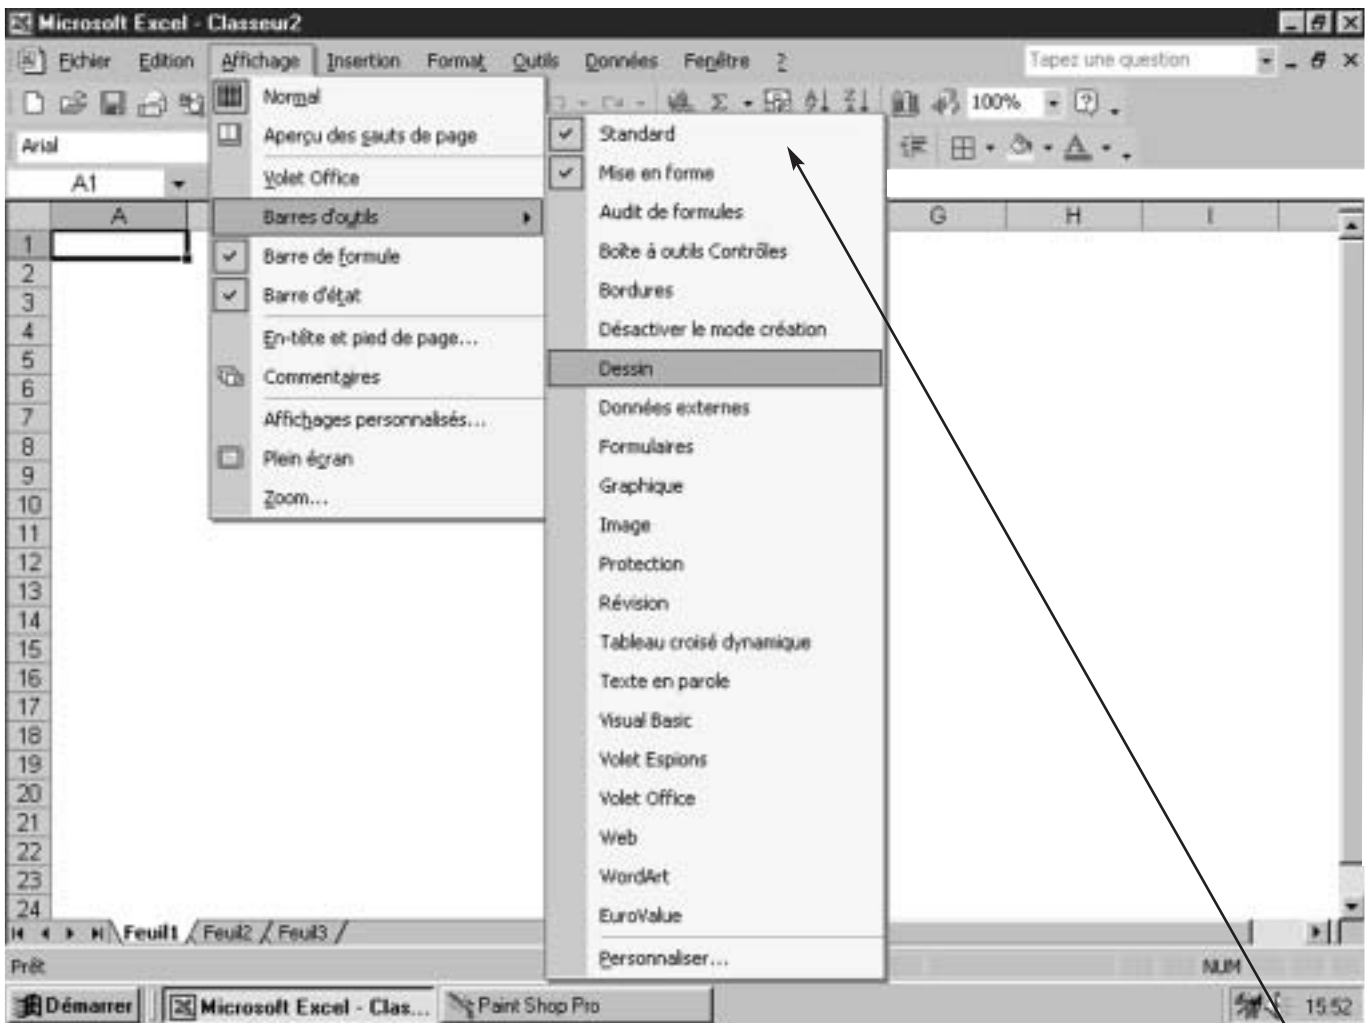 Microsoft Excel - Classeur2
Fichier Edition Affichage Insertion Format Outils Données Fenêtre ? Tapez une question
100%
Arial
A1
A G H I
Normal
Aperçu des sauts de page
Volet Office
Barres d'outils
Barre de formule
Barre d'état
En-tête et pied de page...
Commentaires
Affichages personnalisés...
Plein écran
Zoom...
Standard
Mise en forme
Audit de formules
Boîte à outils Contrôles
Bordures
Désactiver le mode création
Dessin
Données externes
Formulaires
Graphique
Image
Protection
Révision
Tableau croisé dynamique
Texte en parole
Visual Basic
Volet Espions
Volet Office
Web
WordArt
EuroValue
Personnaliser...
1
2
3
4
5
6
7
8
9
10
11
12
13
14
15
16
17
18
19
20
21
22
23
24
Feuil1 Feuil2 Feuil3
Prêt NUM
Démarrer Microsoft Excel - Clas... Paint Shop Pro 15:52